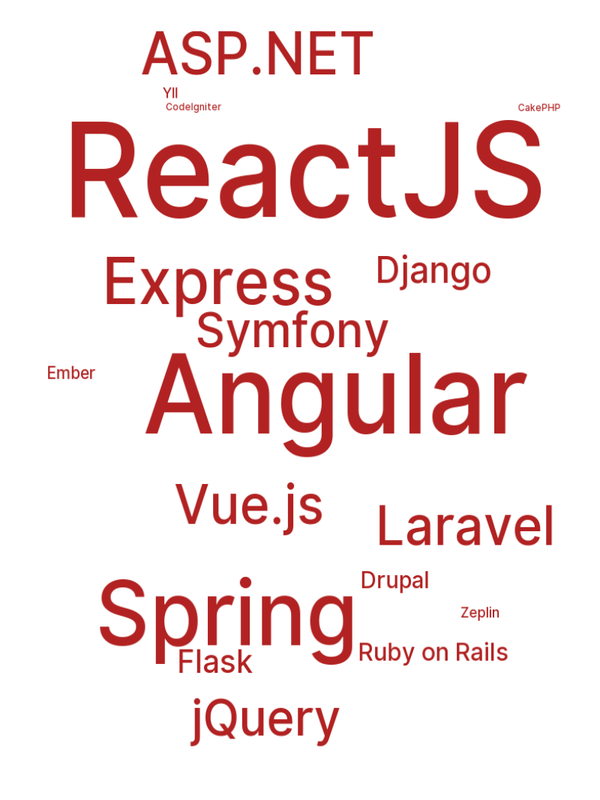 ASP.NET
YII
CodeIgniter
CakePHP
ReactJS
Express
Django
Symfony
Ember
Angular
Vue.js
Laravel
Drupal
Spring
Zeplin
Ruby on Rails
Flask
jQuery